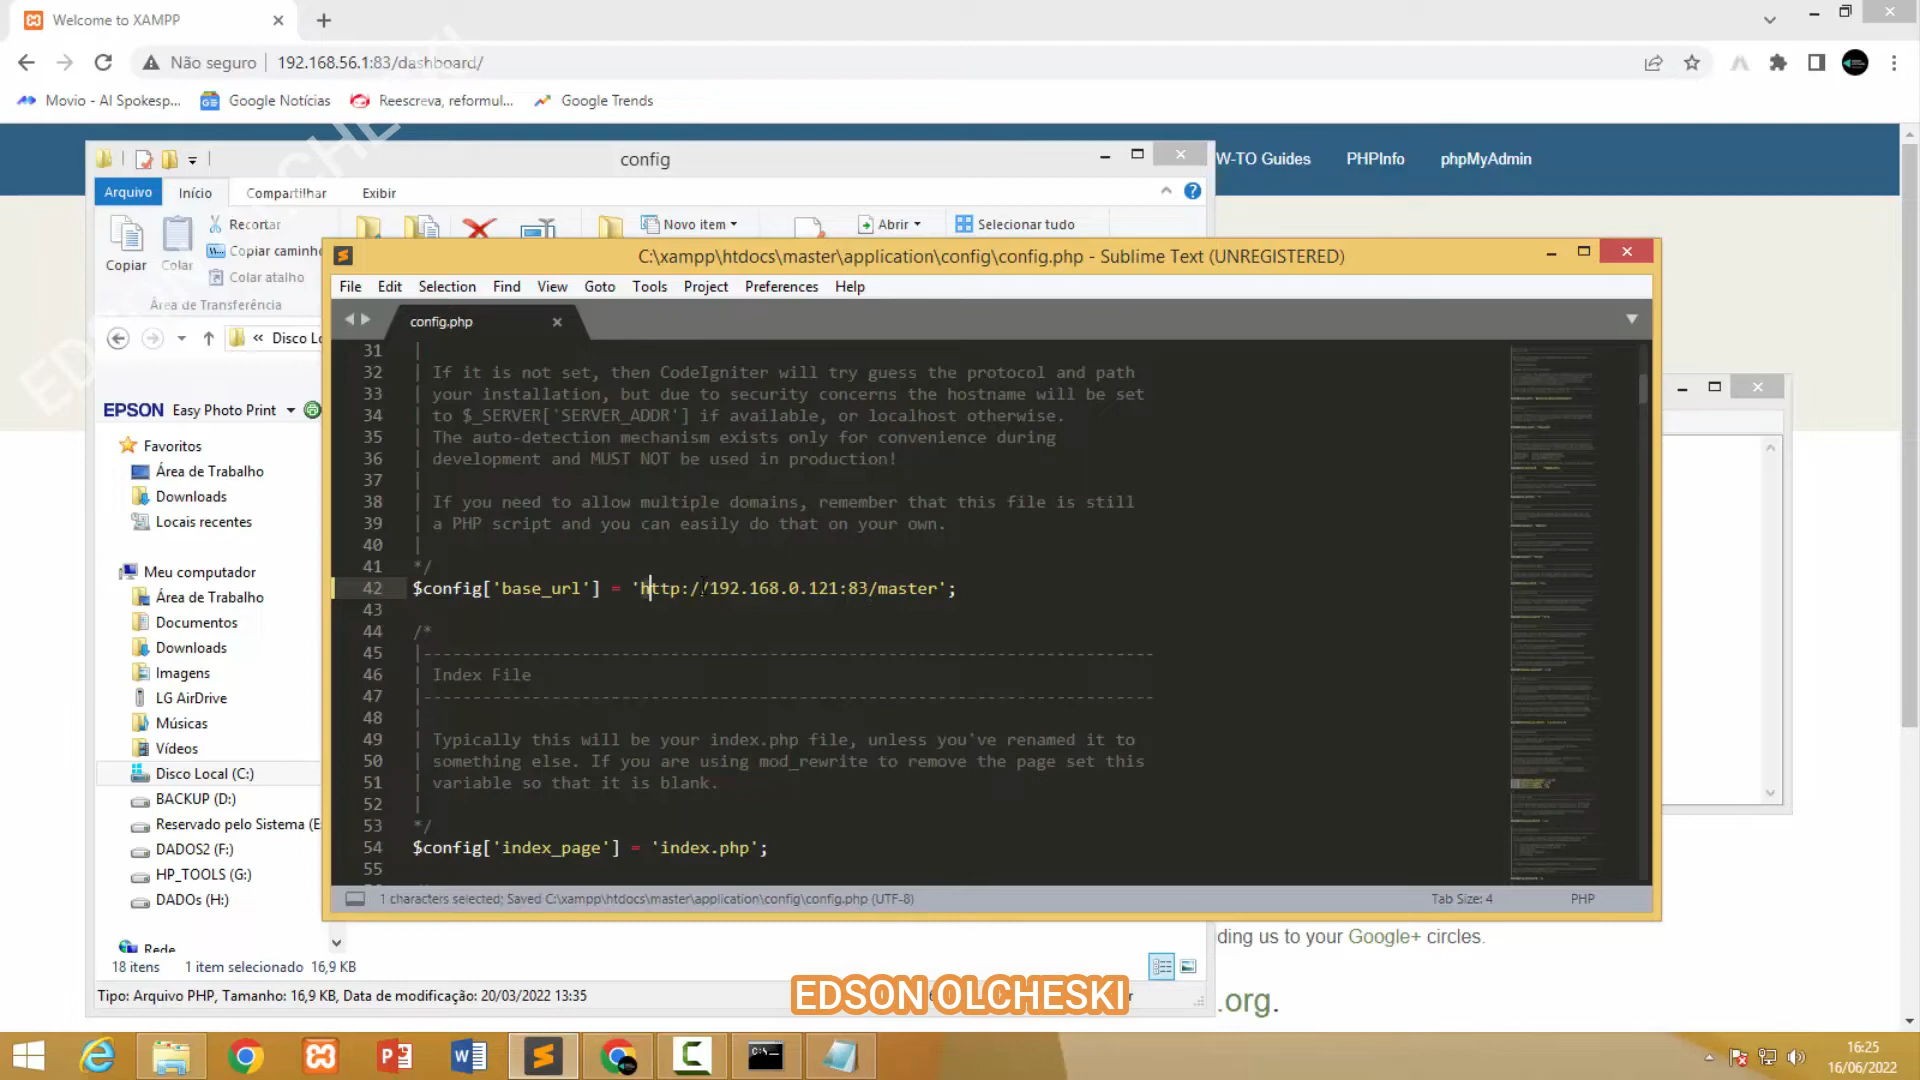 Welcome to XAMPP
Não seguro
192.168.56.1:83/dashboard/
Movio - AI Spokesp...
Google Notícias
Reescreva, reformul...
Google Trends
W-TO Guides
PHPInfo
phpMyAdmin
config
Arquivo
Início
Compartilhar
Exibir
Copiar
Colar
Recortar
Copiar caminho
Colar atalho
Área de Transferência
Novo item
Abrir
Selecionar tudo
« Disco Lo
C:\xampp\htdocs\master\application\config\config.php - Sublime Text (UNREGISTERED)
File Edit Selection Find View Goto Tools Project Preferences Help
config.php
31 |
32 | If it is not set, then CodeIgniter will try guess the protocol and path
33 | your installation, but due to security concerns the hostname will be set
34 | to $_SERVER['SERVER_ADDR'] if available, or localhost otherwise.
35 | The auto-detection mechanism exists only for convenience during
36 | development and MUST NOT be used in production!
37 |
38 | If you need to allow multiple domains, remember that this file is still
39 | a PHP script and you can easily do that on your own.
40 |
41 */
42 $config['base_url'] = 'http://192.168.0.121:83/master';
43
44 /*
45 |--------------------------------------------------------------------------
46 | Index File
47 |--------------------------------------------------------------------------
48 |
49 | Typically this will be your index.php file, unless you've renamed it to
50 | something else. If you are using mod_rewrite to remove the page set this
51 | variable so that it is blank.
52 |
53 */
54 $config['index_page'] = 'index.php';
55
1 characters selected; Saved C:\xampp\htdocs\master\application\config\config.php (UTF-8)
Tab Size: 4
PHP
EPSON Easy Photo Print
Favoritos
Área de Trabalho
Downloads
Locais recentes
Meu computador
Área de Trabalho
Documentos
Downloads
Imagens
LG AirDrive
Músicas
Vídeos
Disco Local (C:)
BACKUP (D:)
Reservado pelo Sistema (E
DADOS2 (F:)
HP_TOOLS (G:)
DADOs (H:)
Rede
18 itens
1 item selecionado 16,9 KB
Tipo: Arquivo PHP, Tamanho: 16,9 KB, Data de modificação: 20/03/2022 13:35
ding us to your Google+ circles.
.org.
EDSON OLCHESKI
16:25
16/06/2022